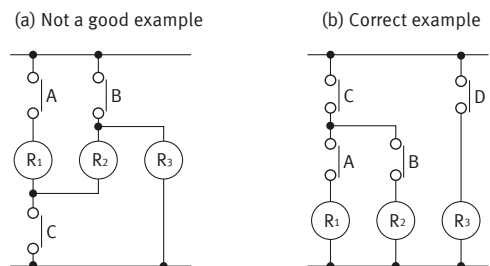 (a) Not a good example
(b) Correct example
A
B
R1
R2
R3
C
C
D
A
B
R1
R2
R3